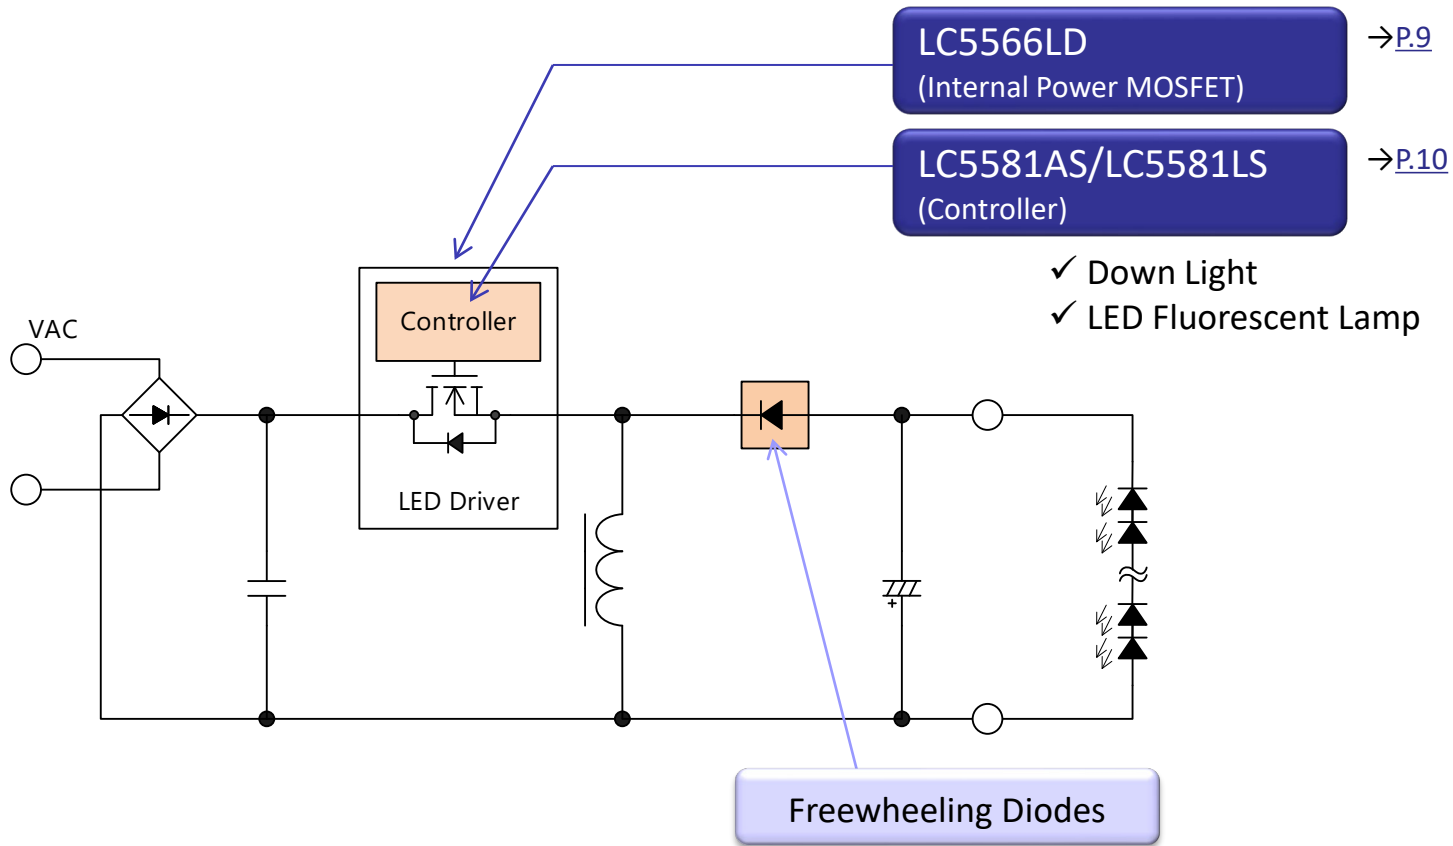 LC5566LD
(Internal Power MOSFET)
→P.9
LC5581AS/LC5581LS
(Controller)
→P.10
✓ Down Light
✓ LED Fluorescent Lamp
VAC
Controller
LED Driver
+
Freewheeling Diodes